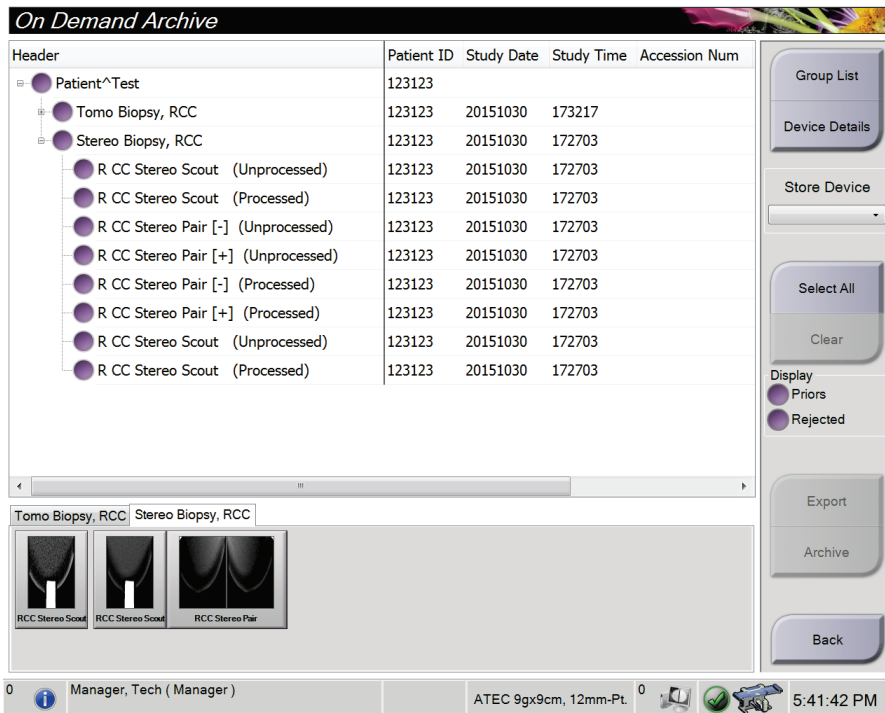 On Demand Archive
Header Patient ID Study Date Study Time Accession Num
Patient^Test 123123
Tomo Biopsy, RCC 123123 20151030 173217
Stereo Biopsy, RCC 123123 20151030 172703
R CC Stereo Scout (Unprocessed) 123123 20151030 172703
R CC Stereo Scout (Processed) 123123 20151030 172703
R CC Stereo Pair [-] (Unprocessed) 123123 20151030 172703
R CC Stereo Pair [+] (Unprocessed) 123123 20151030 172703
R CC Stereo Pair [-] (Processed) 123123 20151030 172703
R CC Stereo Pair [+] (Processed) 123123 20151030 172703
R CC Stereo Scout (Unprocessed) 123123 20151030 172703
R CC Stereo Scout (Processed) 123123 20151030 172703
Group List
Device Details
Store Device
Select All
Clear
Display
Priors
Rejected
Export
Archive
Back
Tomo Biopsy, RCC Stereo Biopsy, RCC
RCC Stereo Scout RCC Stereo Scout RCC Stereo Pair
0 Manager, Tech ( Manager ) ATEC 9gx9cm, 12mm-Pt. 0 5:41:42 PM